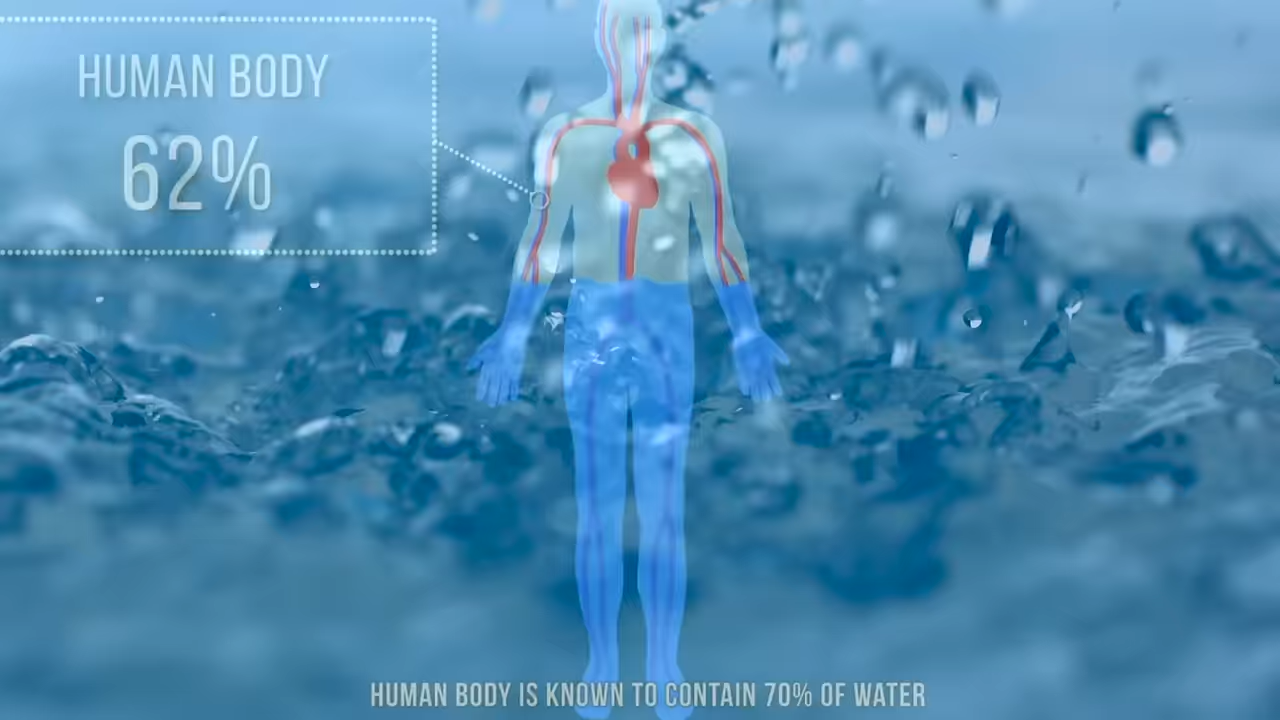 HUMAN BODY
62%
HUMAN BODY IS KNOWN TO CONTAIN 70% OF WATER